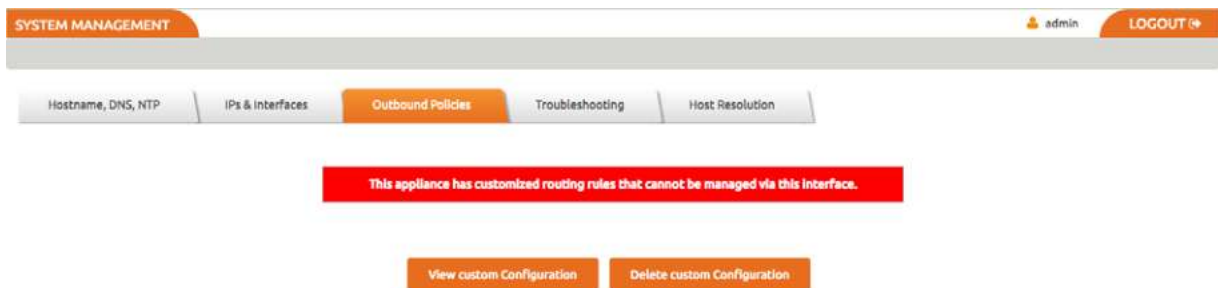 SYSTEM MANAGEMENT
admin
LOGOUT
Hostname, DNS, NTP
IPs & Interfaces
Outbound Policies
Troubleshooting
Host Resolution
This appliance has customized routing rules that cannot be managed via this interface.
View custom Configuration
Delete custom Configuration